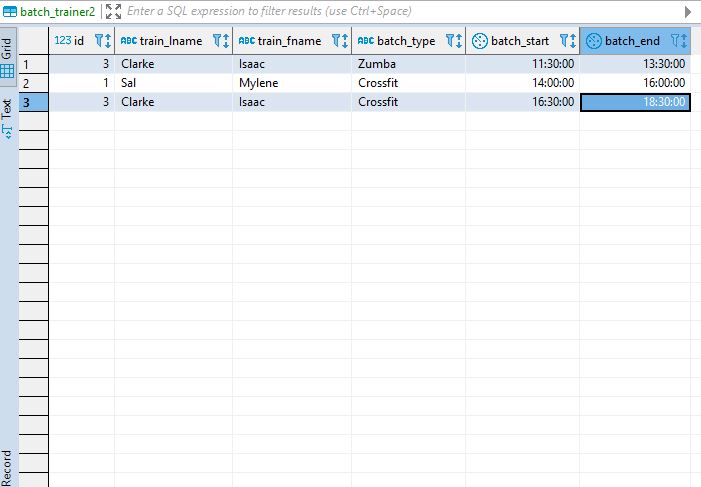 batch_trainer2 Enter a SQL expression to filter results (use Ctrl+Space)
Grid
Text
Record
123 id ABC train_lname ABC train_fname ABC batch_type batch_start batch_end
1 3 Clarke Isaac Zumba 11:30:00 13:30:00
2 1 Sal Mylene Crossfit 14:00:00 16:00:00
3 3 Clarke Isaac Crossfit 16:30:00 18:30:00